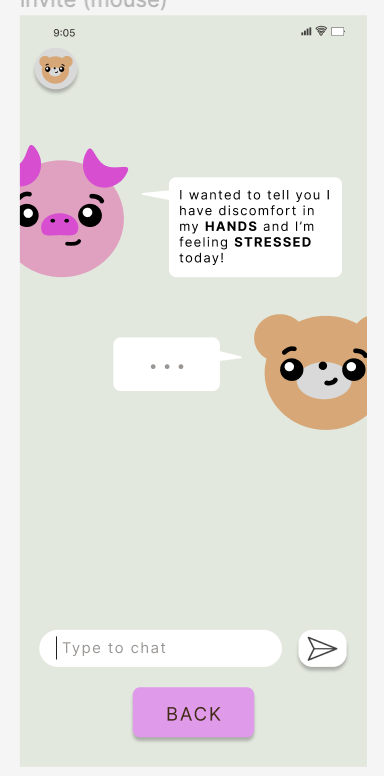 Invite (mouse)
9:05
I wanted to tell you I
have discomfort in
my HANDS and I'm
feeling STRESSED
today!
...
Type to chat
BACK